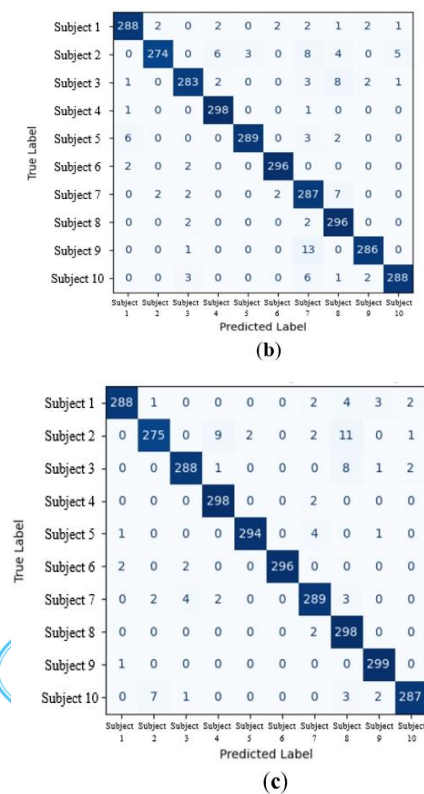 Subject 1 288 2 0 2 0 2 2 1 2 1
Subject 2 0 274 0 6 3 0 8 4 0 5
Subject 3 1 0 283 2 0 0 3 8 2 1
Subject 4 1 0 0 298 0 0 1 0 0 0
Subject 5 6 0 0 0 289 0 3 2 0 0
Subject 6 2 0 2 0 0 296 0 0 0 0
Subject 7 0 2 2 0 0 2 287 7 0 0
Subject 8 0 0 2 0 0 0 2 296 0 0
Subject 9 0 0 1 0 0 0 13 0 286 0
Subject 10 0 0 3 0 0 0 6 1 2 288
True Label
Subject Subject Subject Subject Subject Subject Subject Subject Subject Subject
1 2 3 4 5 6 7 8 9 10
Predicted Label
(b)
Subject 1 288 1 0 0 0 0 2 4 3 2
Subject 2 0 275 0 9 2 0 2 11 0 1
Subject 3 0 0 288 1 0 0 0 8 1 2
Subject 4 0 0 0 298 0 0 2 0 0 0
Subject 5 1 0 0 0 294 0 4 0 1 0
Subject 6 2 0 2 0 0 296 0 0 0 0
Subject 7 0 2 4 2 0 0 289 3 0 0
Subject 8 0 0 0 0 0 0 2 298 0 0
Subject 9 1 0 0 0 0 0 0 0 299 0
Subject 10 0 7 1 0 0 0 0 3 2 287
True Label
Subject Subject Subject Subject Subject Subject Subject Subject Subject Subject
1 2 3 4 5 6 7 8 9 10
Predicted Label
(c)